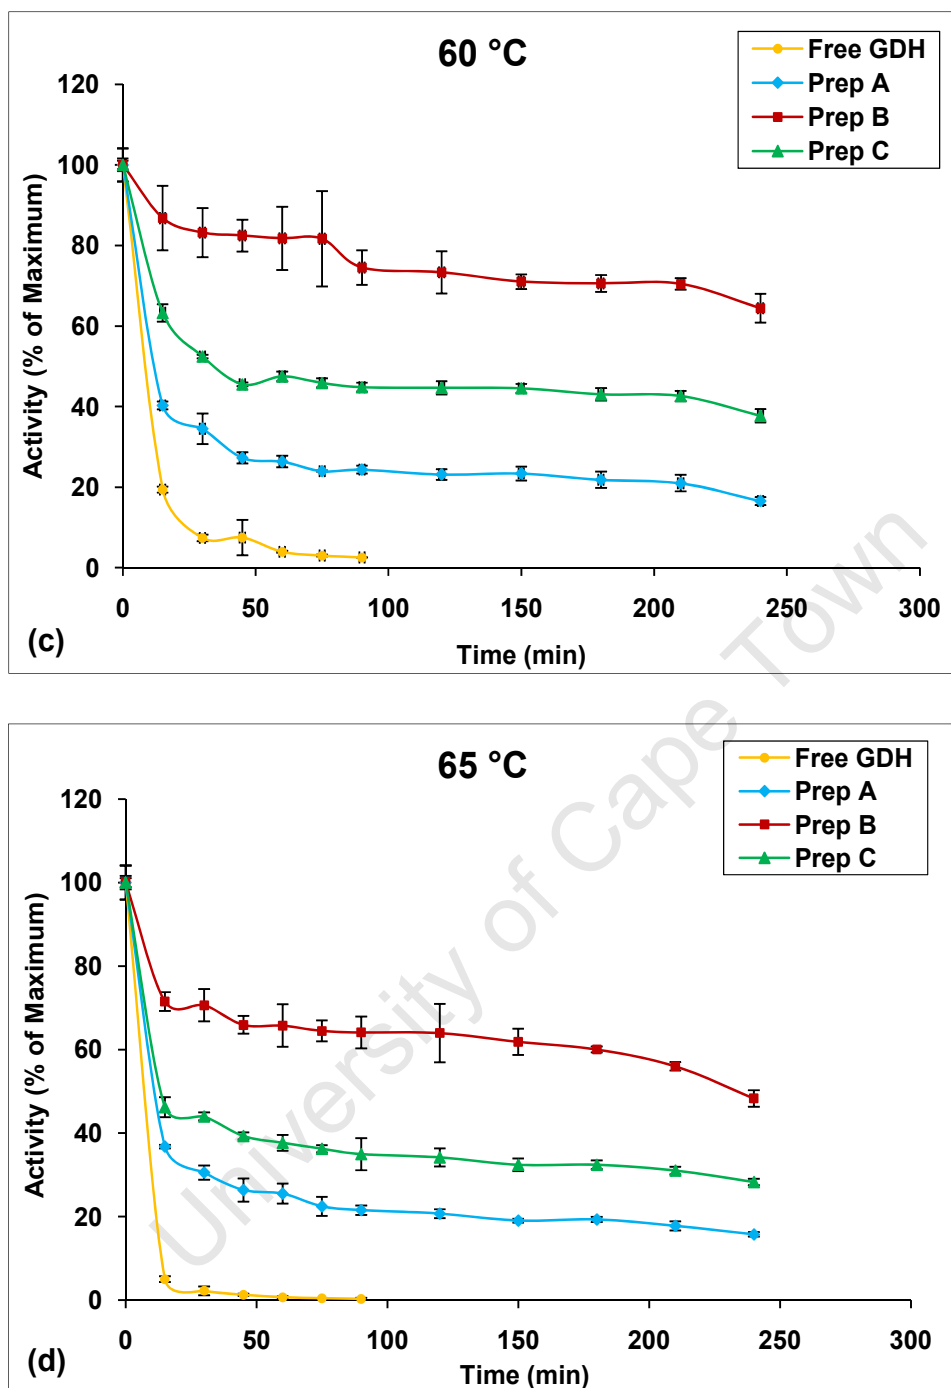 60 °C
Free GDH
Prep A
Prep B
Prep C
120
100
80
60
40
20
0
Activity (% of Maximum)
0 50 100 150 200 250 300
Time (min)
(c)
65 °C
Free GDH
Prep A
Prep B
Prep C
120
100
80
60
40
20
0
Activity (% of Maximum)
0 50 100 150 200 250 300
Time (min)
(d)
University of Cape Town